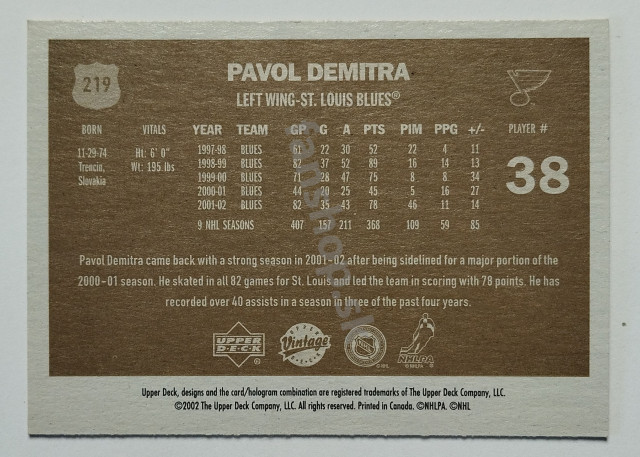 219
PAVOL DEMITRA
LEFT WING-ST. LOUIS BLUES®
BORN VITALS YEAR TEAM GP G A PTS PIM PPG +/- PLAYER #
11-29-74 Ht: 6' 0" 1997-98 BLUES 61 22 30 52 22 4 11
Trencin, Wt: 195 lbs 1998-99 BLUES 82 37 52 89 16 14 13
Slovakia 1999-00 BLUES 71 28 47 75 8 8 34
2000-01 BLUES 44 20 25 45 16 5 27
2001-02 BLUES 82 35 43 78 46 11 14
9 NHL SEASONS 407 157 211 368 109 59 85
38
Pavol Demitra came back with a strong season in 2001-02 after being sidelined for a major portion of the
2000-01 season. He skated in all 82 games for St. Louis and led the team in scoring with 78 points. He has
recorded over 40 assists in a season in three of the past four years.
UPPER DECK
UPPER
Vintage
DECK
NHL
NHLPA
Upper Deck, designs and the card/hologram combination are registered trademarks of The Upper Deck Company, LLC.
©2002 The Upper Deck Company, LLC. All rights reserved. Printed in Canada. ©NHLPA. ©NHL